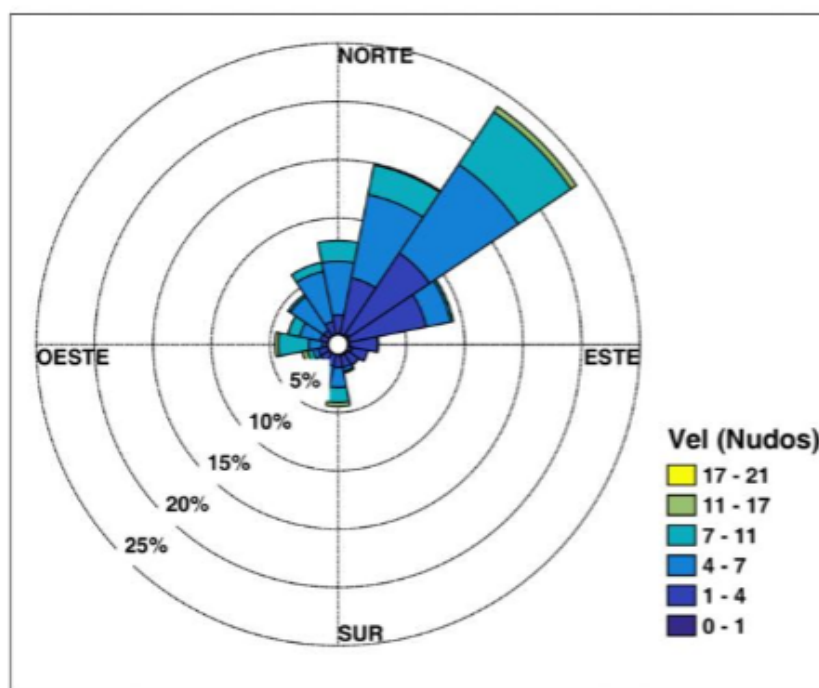 NORTE
OESTE
ESTE
5%
10%
15%
20%
25%
SUR
Vel (Nudos)
17 - 21
11 - 17
7 - 11
4 - 7
1 - 4
0 - 1